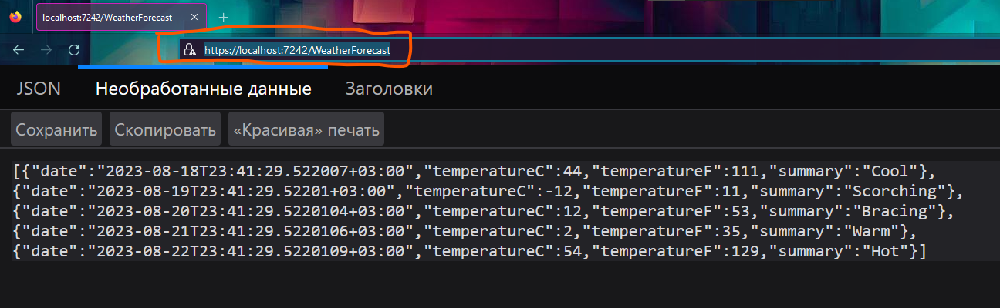 localhost:7242/WeatherForecast
https://localhost:7242/WeatherForecast
JSON Необработанные данные Заголовки
Сохранить Скопировать «Красивая» печать
[{"date":"2023-08-18T23:41:29.522007+03:00","temperatureC":44,"temperatureF":111,"summary":"Cool"},
{"date":"2023-08-19T23:41:29.52201+03:00","temperatureC":-12,"temperatureF":11,"summary":"Scorching"},
{"date":"2023-08-20T23:41:29.5220104+03:00","temperatureC":12,"temperatureF":53,"summary":"Bracing"},
{"date":"2023-08-21T23:41:29.5220106+03:00","temperatureC":2,"temperatureF":35,"summary":"Warm"},
{"date":"2023-08-22T23:41:29.5220109+03:00","temperatureC":54,"temperatureF":129,"summary":"Hot"}]